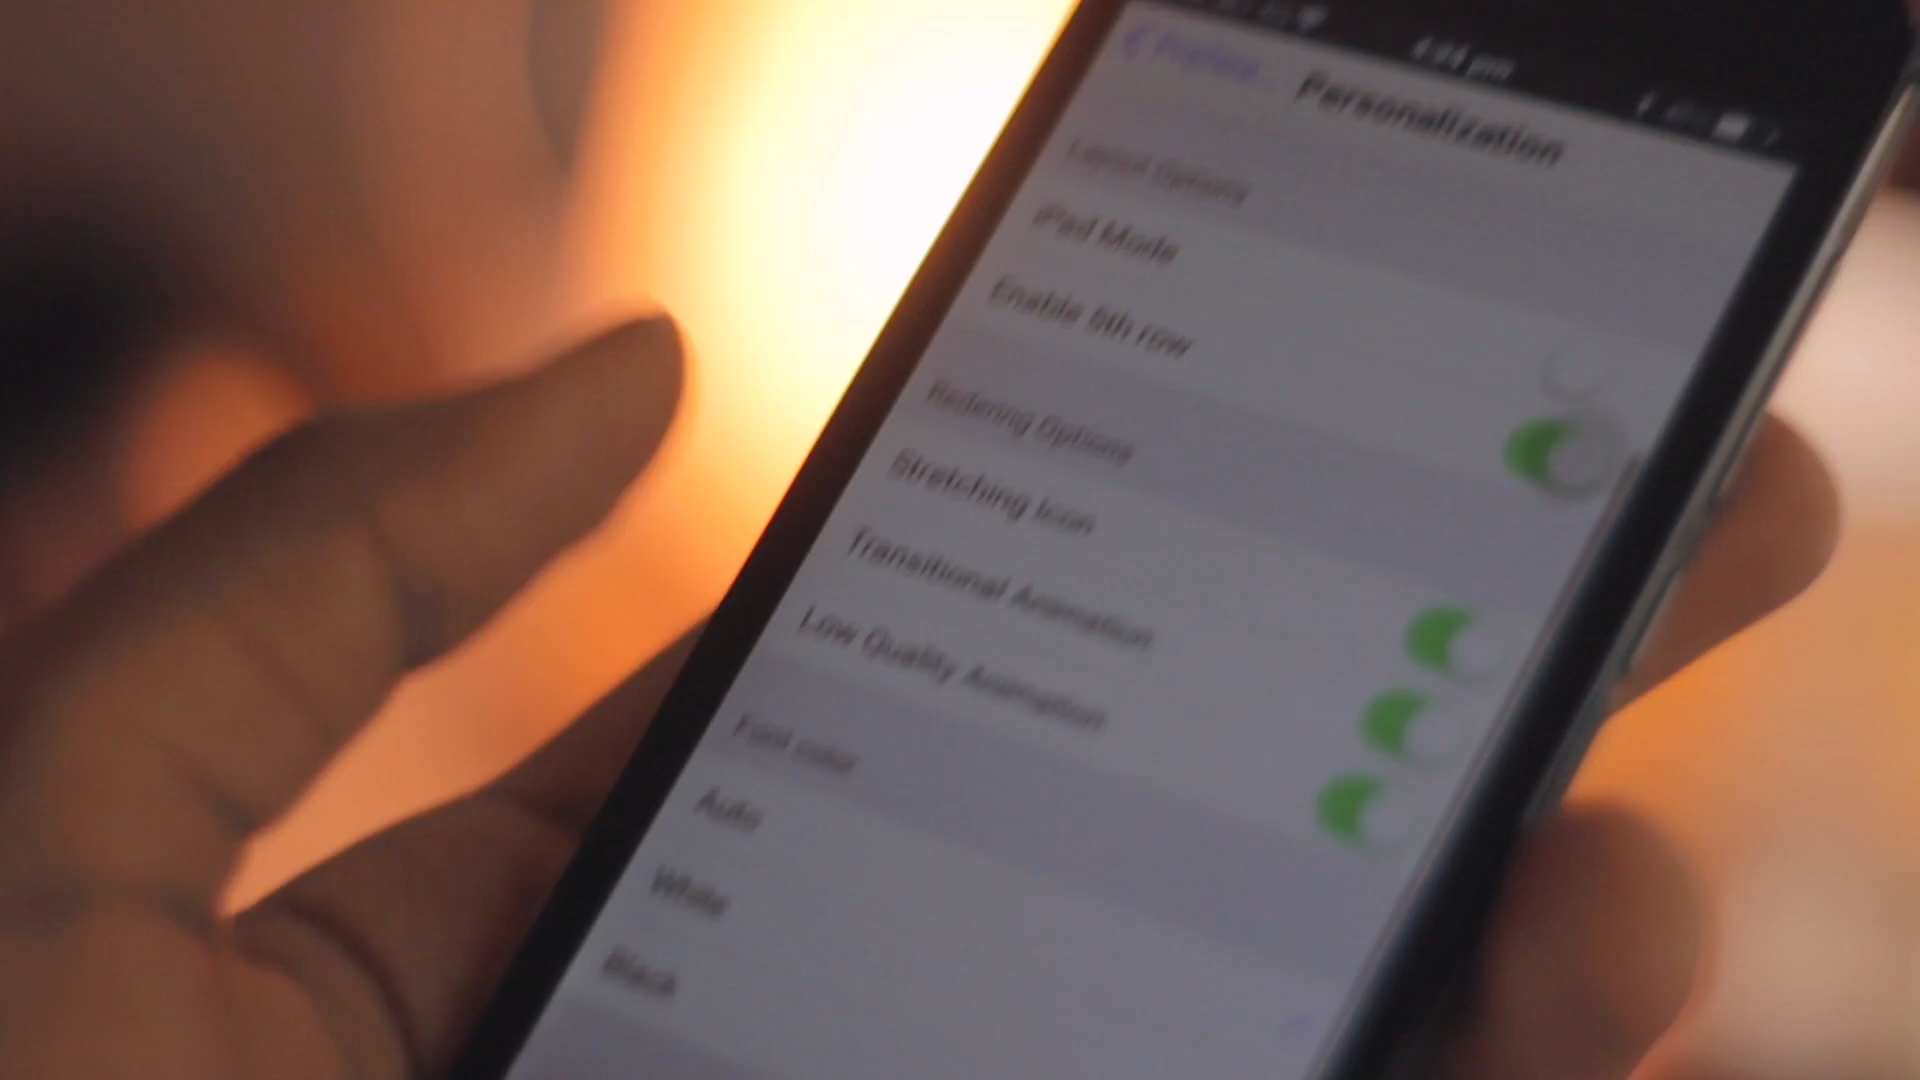 Personalization
Layout Options
iPad Mode
Enable 5th row
Redering Options
Stretching Icon
Transitional Animation
Low Quality Animation
Font color
Auto
White
Black